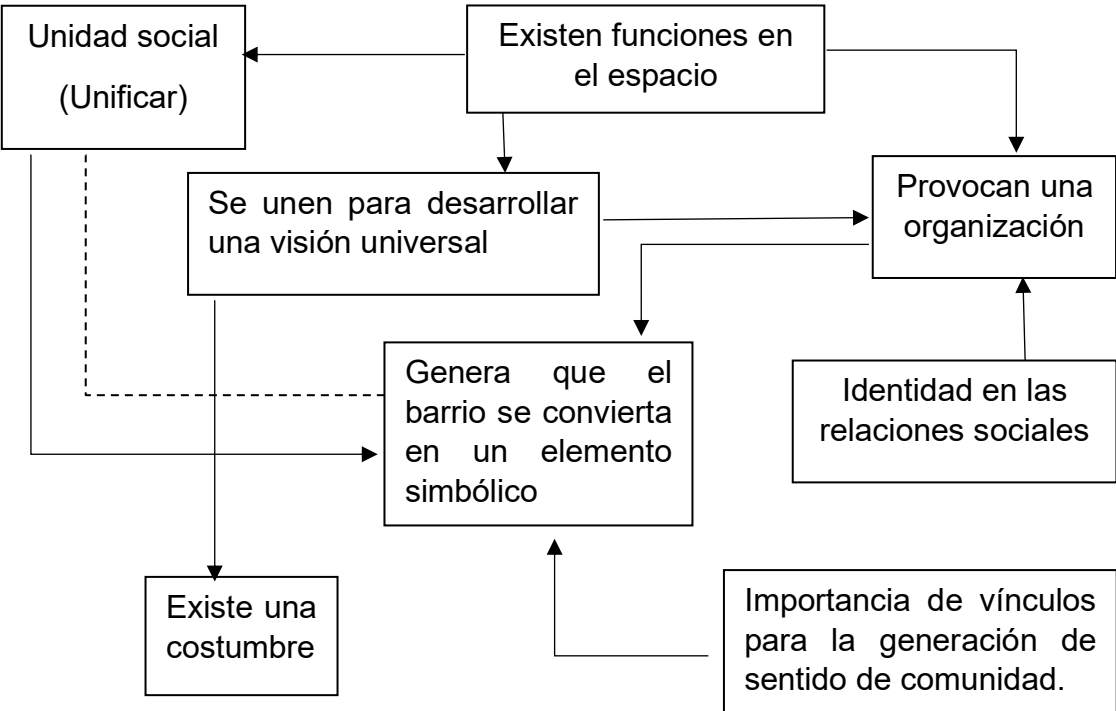 Unidad social
(Unificar)
Existen funciones en
el espacio
Se unen para desarrollar
una visión universal
Provocan una
organización
Genera que el
barrio se convierta
en un elemento
simbólico
Identidad en las
relaciones sociales
Existe una
costumbre
Importancia de vínculos
para la generación de
sentido de comunidad.